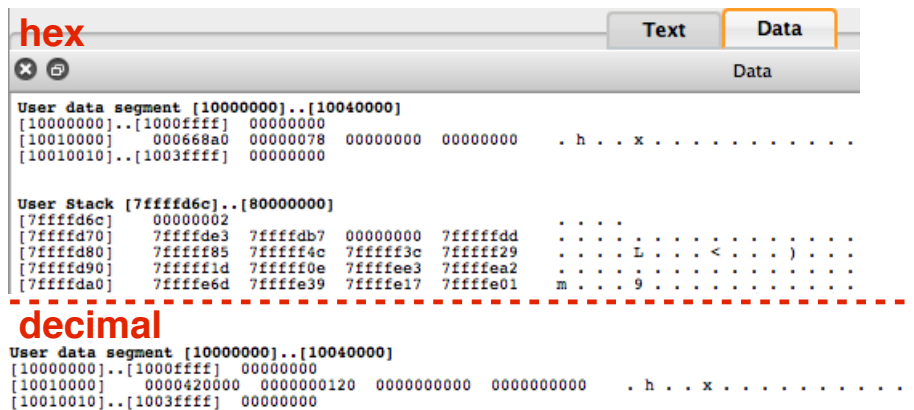 hex
Text Data
Data
User data segment [10000000]..[10040000]
[10000000]..[1000ffff] 00000000
[10010000] 000668a0 00000078 00000000 00000000 . h . . x . . . . . . . . . . .
[10010010]..[1003ffff] 00000000
User Stack [7ffffd6c]..[80000000]
[7ffffd6c] 00000002 . . . .
[7ffffd70] 7ffffde3 7ffffdb7 00000000 7fffffdd . . . . . . . . . . . . . . . .
[7ffffd80] 7fffff85 7fffff4c 7fffff3c 7fffff29 . . . . L . . . < . . . ) . . .
[7ffffd90] 7fffff1d 7fffff0e 7ffffee3 7ffffea2 . . . . . . . . . . . . . . . .
[7ffffda0] 7ffffe6d 7ffffe39 7ffffe17 7ffffe01 m . . . 9 . . . . . . . . . . .
decimal
User data segment [10000000]..[10040000]
[10000000]..[1000ffff] 00000000
[10010000] 0000420000 0000000120 0000000000 0000000000 . h . . x . . . . . . . . . . .
[10010010]..[1003ffff] 00000000